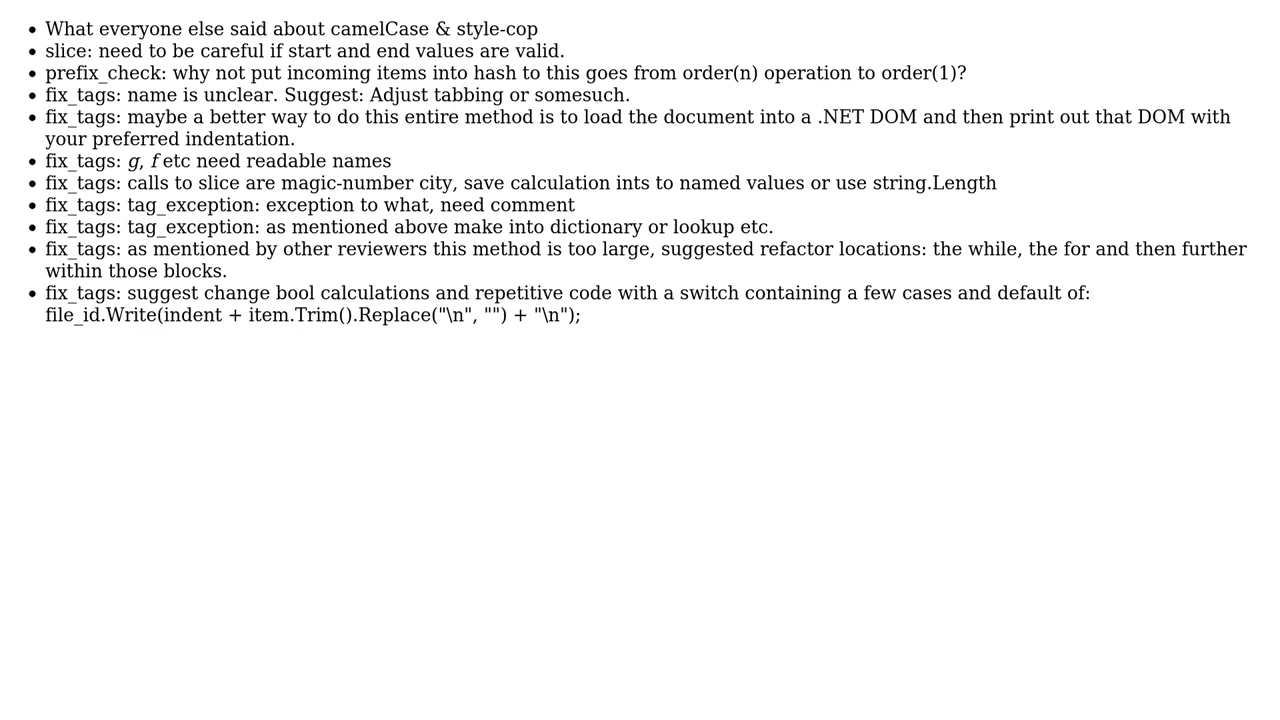 • What everyone else said about camelCase & style-cop
• slice: need to be careful if start and end values are valid.
• prefix_check: why not put incoming items into hash to this goes from order(n) operation to order(1)?
• fix_tags: name is unclear. Suggest: Adjust tabbing or somesuch.
• fix_tags: maybe a better way to do this entire method is to load the document into a .NET DOM and then print out that DOM with
your preferred indentation.
• fix_tags: g, f etc need readable names
• fix_tags: calls to slice are magic-number city, save calculation ints to named values or use string.Length
• fix_tags: tag_exception: exception to what, need comment
• fix_tags: tag_exception: as mentioned above make into dictionary or lookup etc.
• fix_tags: as mentioned by other reviewers this method is too large, suggested refactor locations: the while, the for and then further
within those blocks.
• fix_tags: suggest change bool calculations and repetitive code with a switch containing a few cases and default of:
file_id.Write(indent + item.Trim().Replace("\n", "") + "\n");